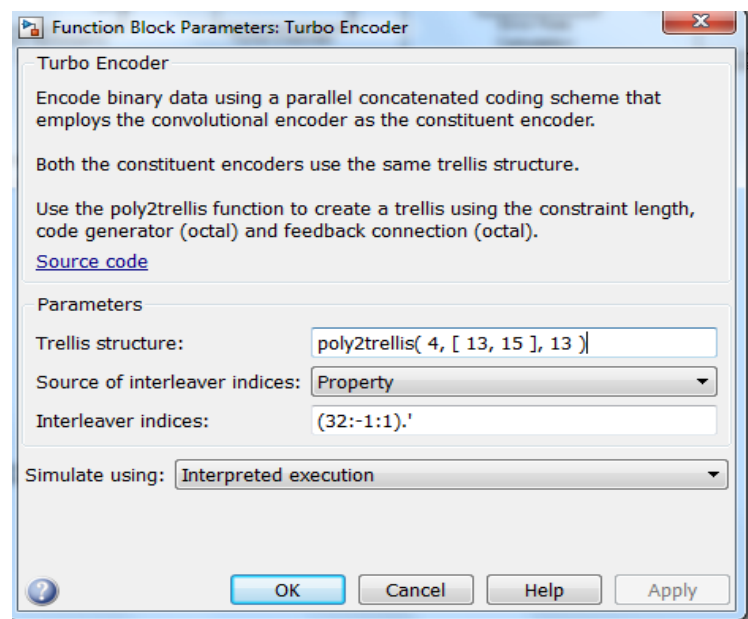 Function Block Parameters: Turbo Encoder
Turbo Encoder
Encode binary data using a parallel concatenated coding scheme that
employs the convolutional encoder as the constituent encoder.
Both the constituent encoders use the same trellis structure.
Use the poly2trellis function to create a trellis using the constraint length,
code generator (octal) and feedback connection (octal).
Source code
Parameters
Trellis structure: poly2trellis( 4, [ 13, 15 ], 13 )
Source of interleaver indices: Property
Interleaver indices: (32:-1:1).'
Simulate using: Interpreted execution
OK Cancel Help Apply